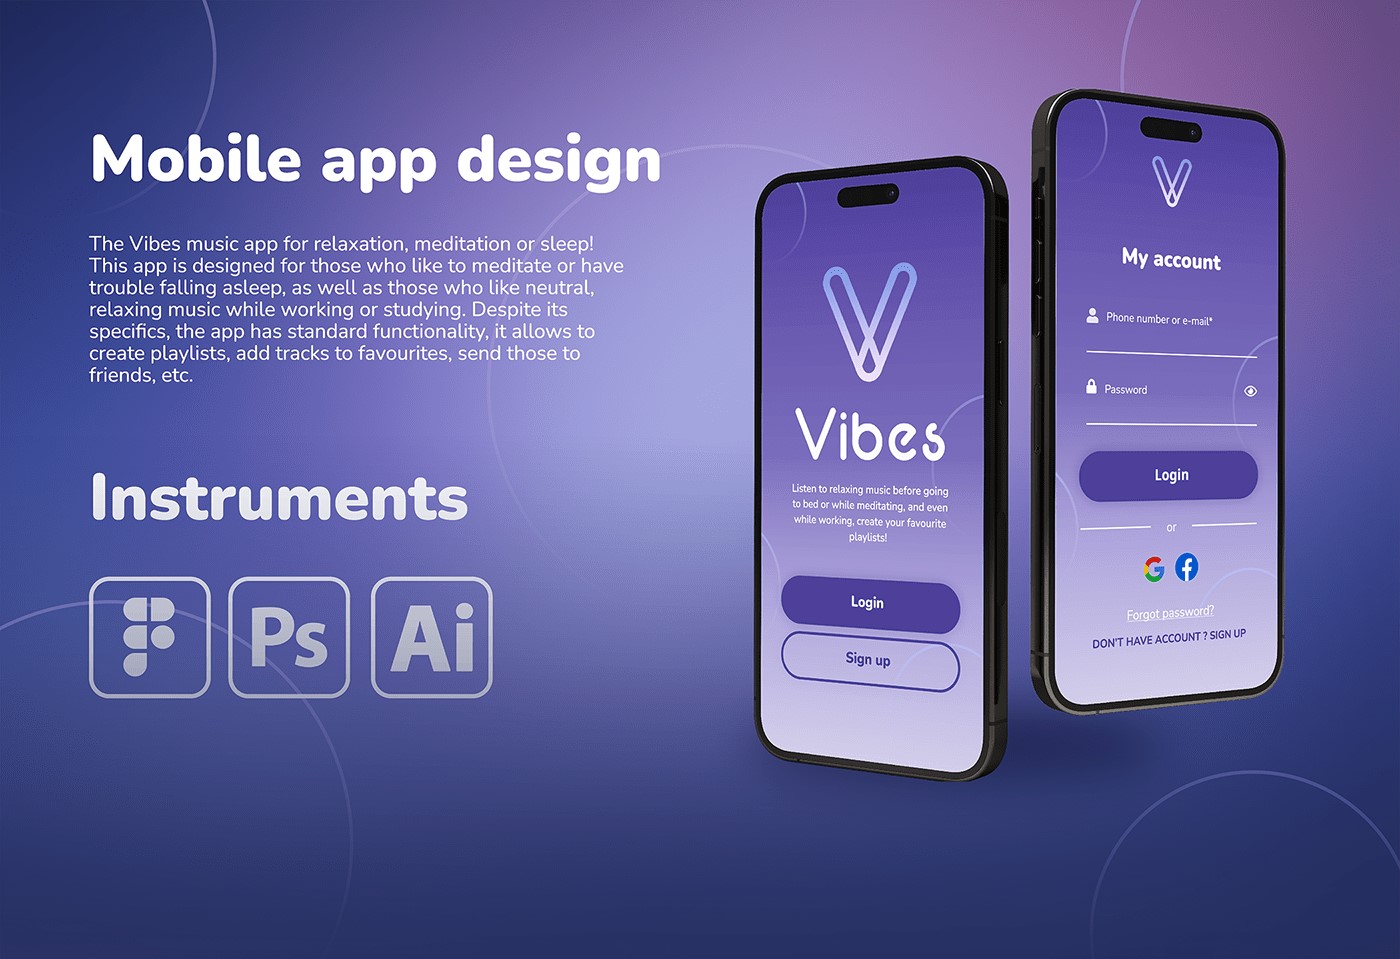 Mobile app design
The Vibes music app for relaxation, meditation or sleep!
This app is designed for those who like to meditate or have
trouble falling asleep, as well as those who like neutral,
relaxing music while working or studying. Despite its
specifics, the app has standard functionality, it allows to
create playlists, add tracks to favourites, send those to
friends, etc.
Instruments
Ps
Ai
Vibes
Listen to relaxing music before going
to bed or while meditating, and even
while working, create your favourite
playlists!
Login
Sign up
My account
Phone number or e-mail*
Password
Login
or
Forgot password?
DON'T HAVE ACCOUNT ? SIGN UP